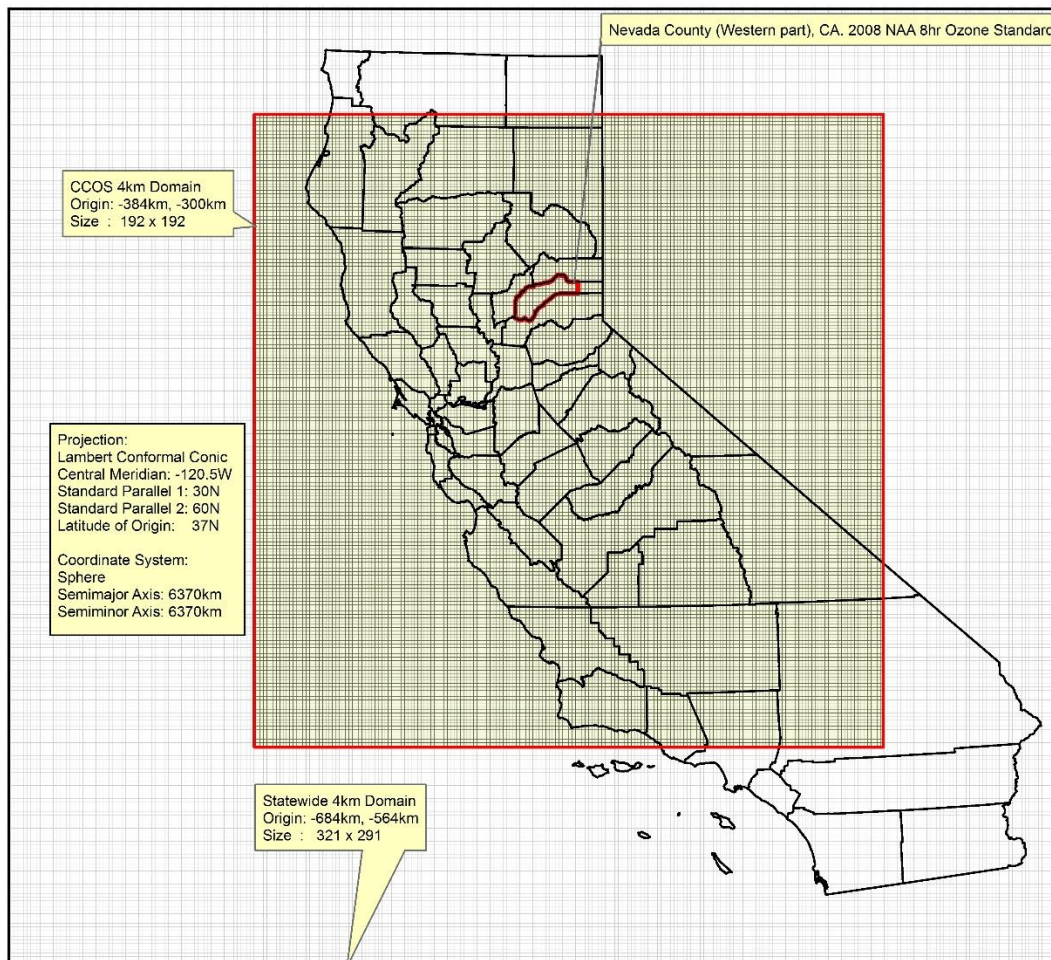 Nevada County (Western part), CA. 2008 NAA 8hr Ozone Standard
CCOS 4km Domain
Origin: -384km, -300km
Size : 192 x 192
Projection:
Lambert Conformal Conic
Central Meridian: -120.5W
Standard Parallel 1: 30N
Standard Parallel 2: 60N
Latitude of Origin: 37N
Coordinate System:
Sphere
Semimajor Axis: 6370km
Semiminor Axis: 6370km
Statewide 4km Domain
Origin: -684km, -564km
Size : 321 x 291